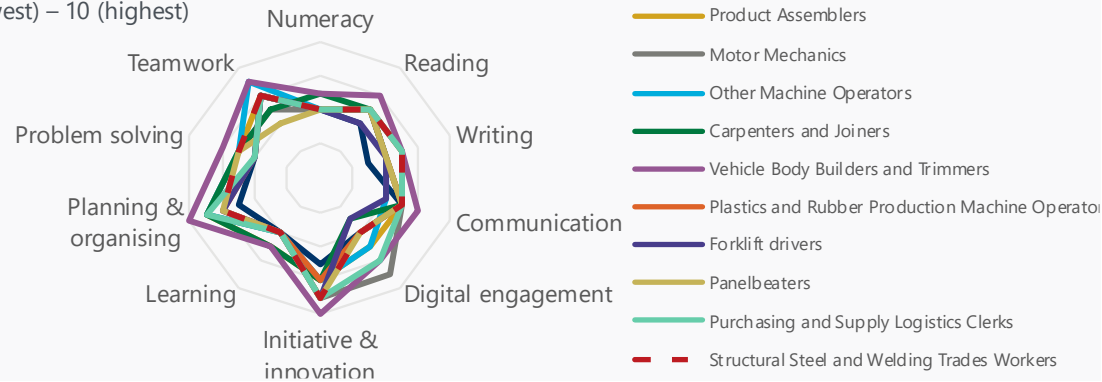 – 10 (highest)
Numeracy
Reading
Writing
Communication
Digital engagement
Initiative &
innovation
Learning
Planning &
organising
Problem solving
Teamwork
Product Assemblers
Motor Mechanics
Other Machine Operators
Carpenters and Joiners
Vehicle Body Builders and Trimmers
Plastics and Rubber Production Machine Operator
Forklift drivers
Panelbeaters
Purchasing and Supply Logistics Clerks
Structural Steel and Welding Trades Workers